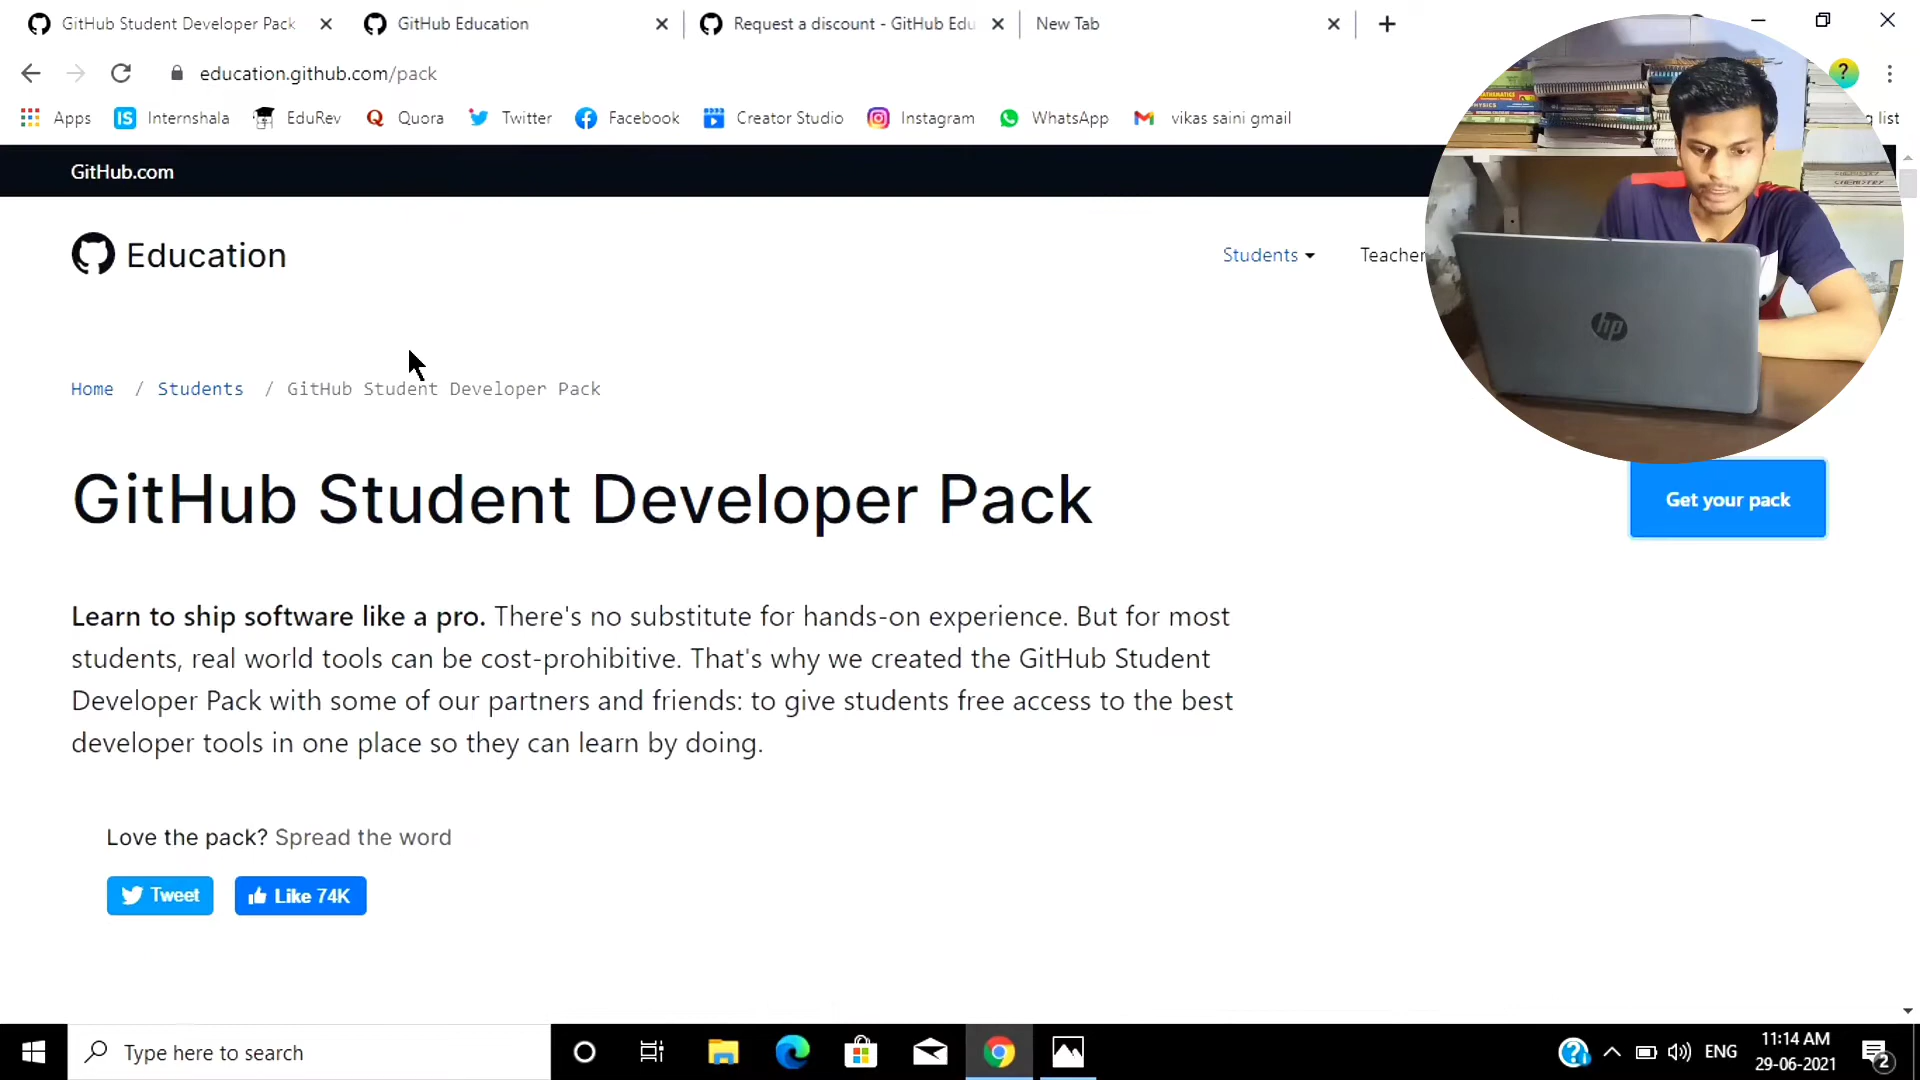 GitHub Student Developer Pack
GitHub Education
Request a discount - GitHub Edu
New Tab
education.github.com/pack
Apps
Internshala
EduRev
Quora
Twitter
Facebook
Creator Studio
Instagram
WhatsApp
vikas saini gmail
list
GitHub.com
Education
Students
Teacher
Home / Students / GitHub Student Developer Pack
GitHub Student Developer Pack
Get your pack
Learn to ship software like a pro. There's no substitute for hands-on experience. But for most
students, real world tools can be cost-prohibitive. That's why we created the GitHub Student
Developer Pack with some of our partners and friends: to give students free access to the best
developer tools in one place so they can learn by doing.
Love the pack? Spread the word
Tweet
Like 74K
hp
Type here to search
ENG
11:14 AM
29-06-2021
2